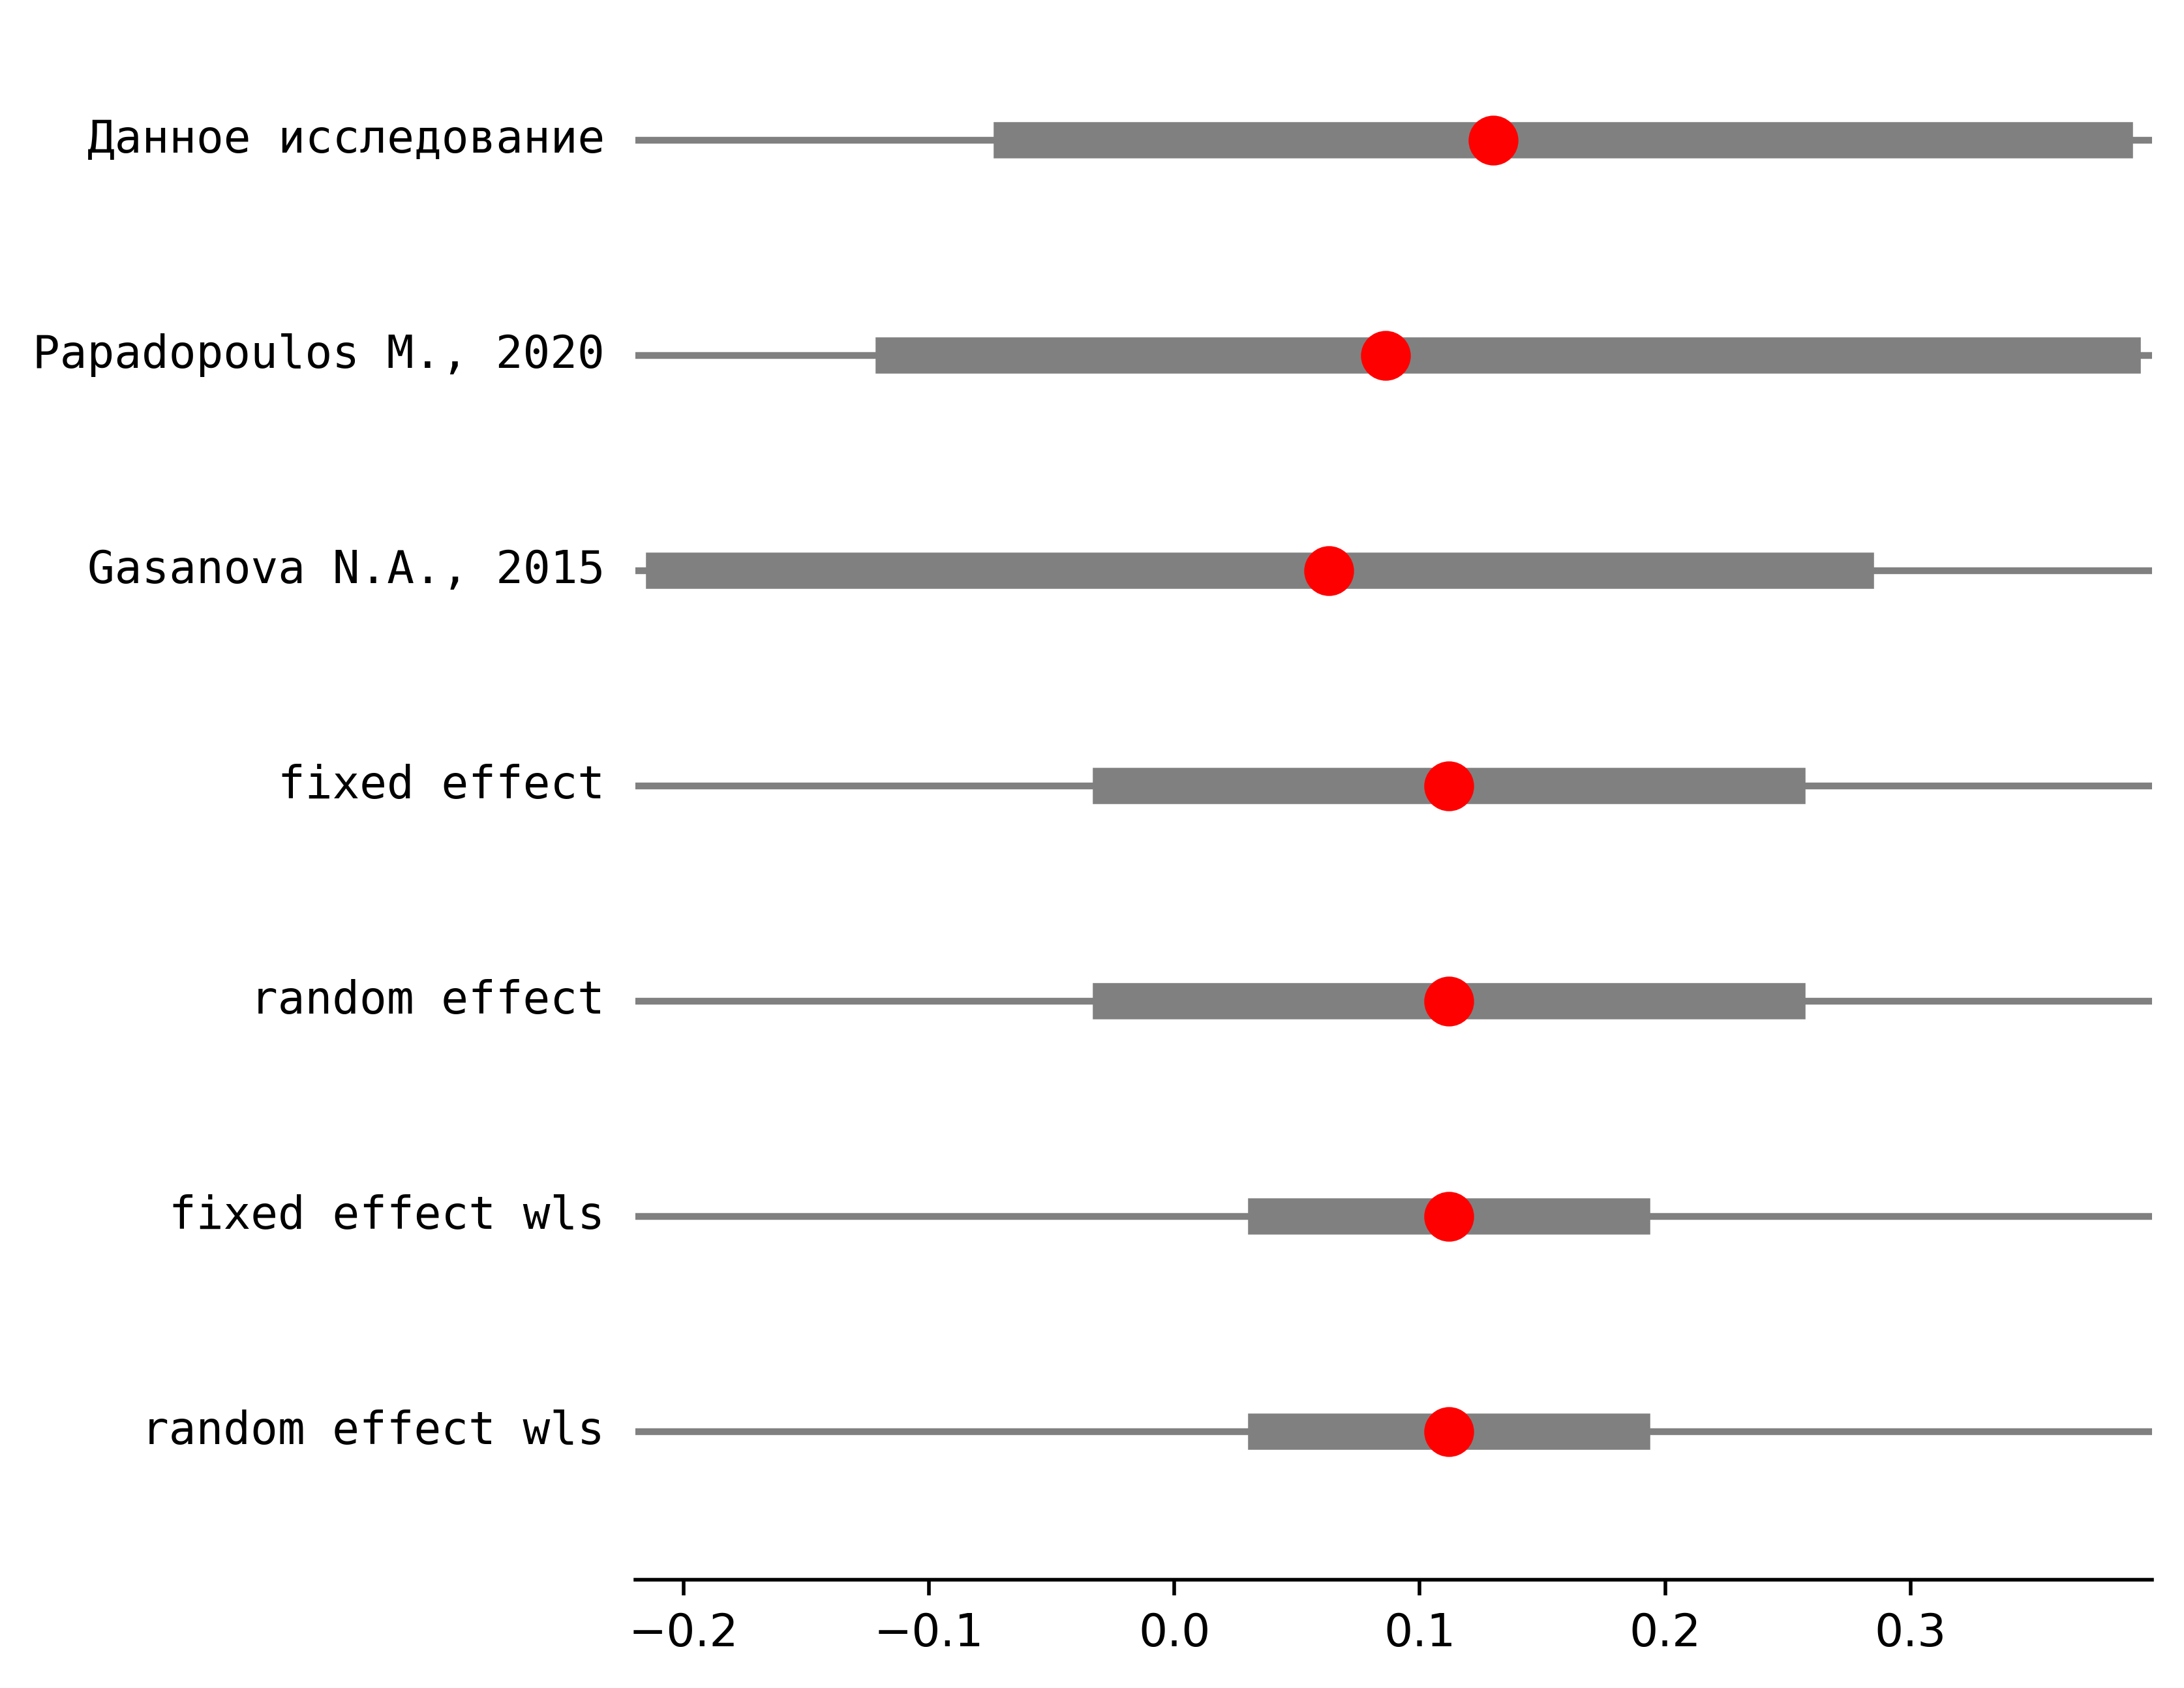 Данное исследование
Papadopoulos M., 2020
Gasanova N.A., 2015
fixed effect
random effect
fixed effect wls
random effect wls
−0.2 −0.1 0.0 0.1 0.2 0.3